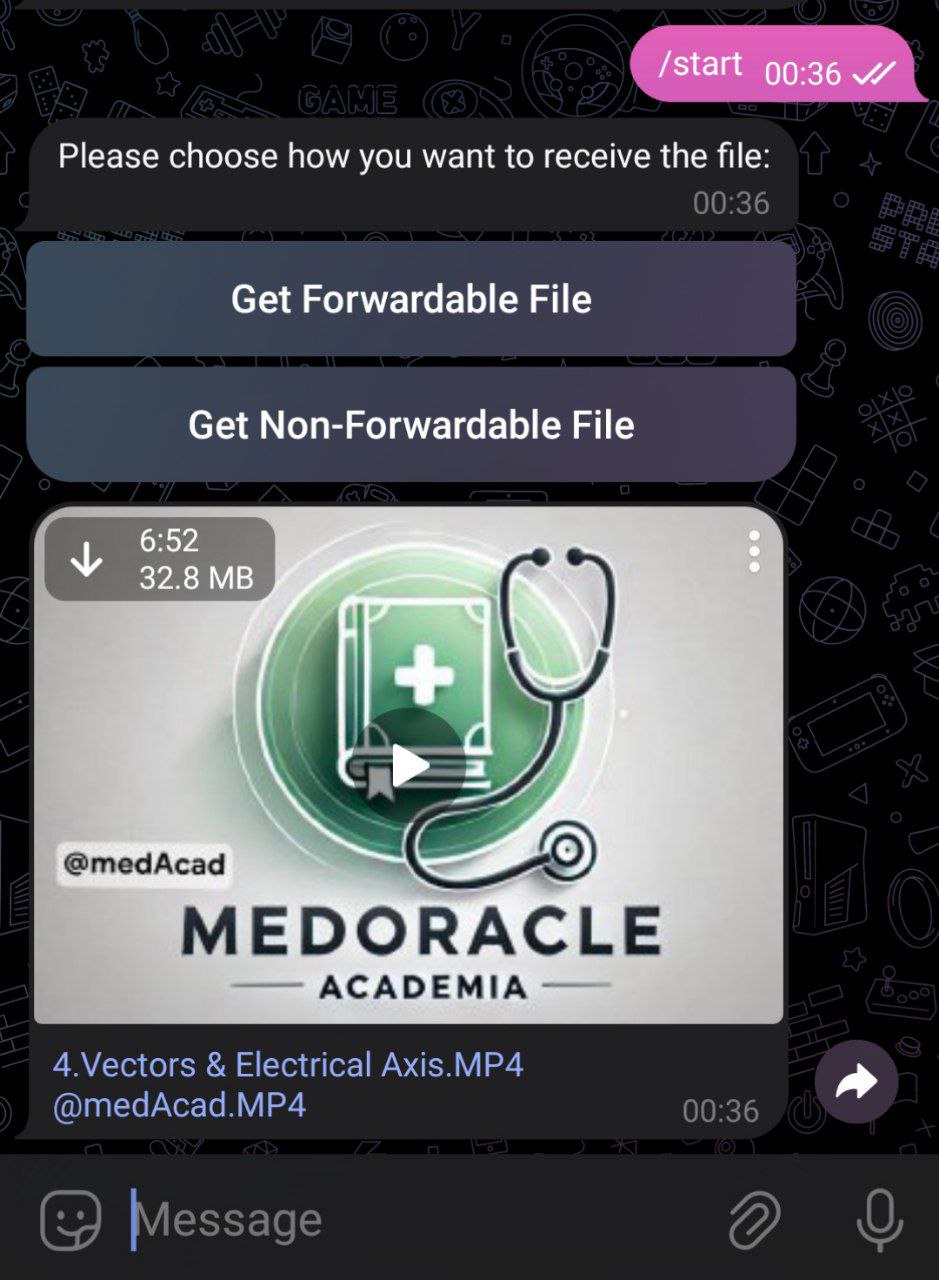 /start 00:36
GAME
Please choose how you want to receive the file:
00:36
Get Forwardable File
Get Non-Forwardable File
6:52
32.8 MB
@medAcad
MEDORACLE
ACADEMIA
4.Vectors & Electrical Axis.MP4
@medAcad.MP4
00:36
Message